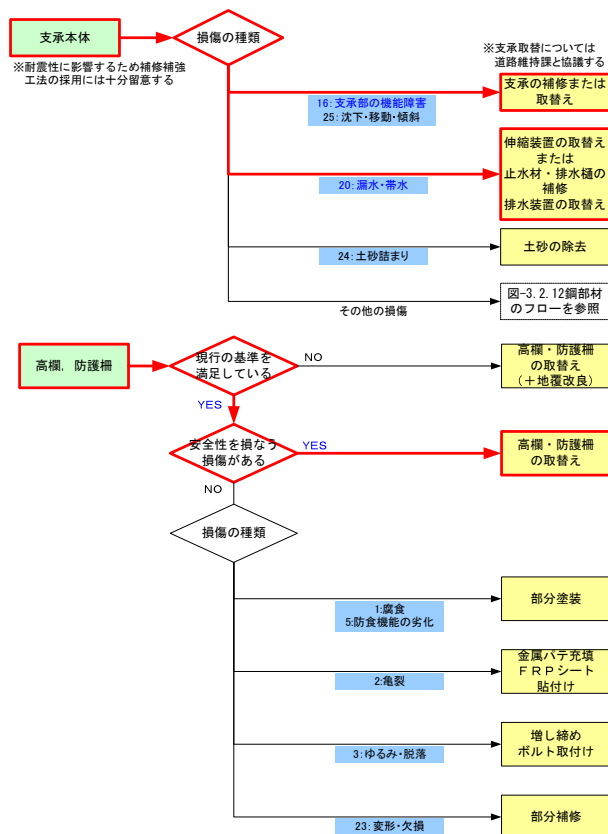 支承本体
損傷の種類
※支承取替については
道路維持課と協議する
※耐震性に影響するため補修補強
工法の採用には十分留意する
16:支承部の機能障害
25:沈下・移動・傾斜
支承の補修または
取替え
20:漏水・帯水
伸縮装置の取替え
または
止水材・排水樋の
補修
排水装置の取替え
24:土砂詰まり
土砂の除去
その他の損傷
図-3.2.12鋼部材
のフローを参照
高欄，防護柵
現行の基準を
満足している
NO
高欄・防護柵
の取替え
(＋地覆改良)
YES
安全性を損なう
損傷がある
YES
高欄・防護柵
の取替え
NO
損傷の種類
1:腐食
5:防食機能の劣化
部分塗装
2:亀裂
金属パテ充填
ＦＲＰシート
貼付け
3:ゆるみ・脱落
増し締め
ボルト取付け
23:変形・欠損
部分補修